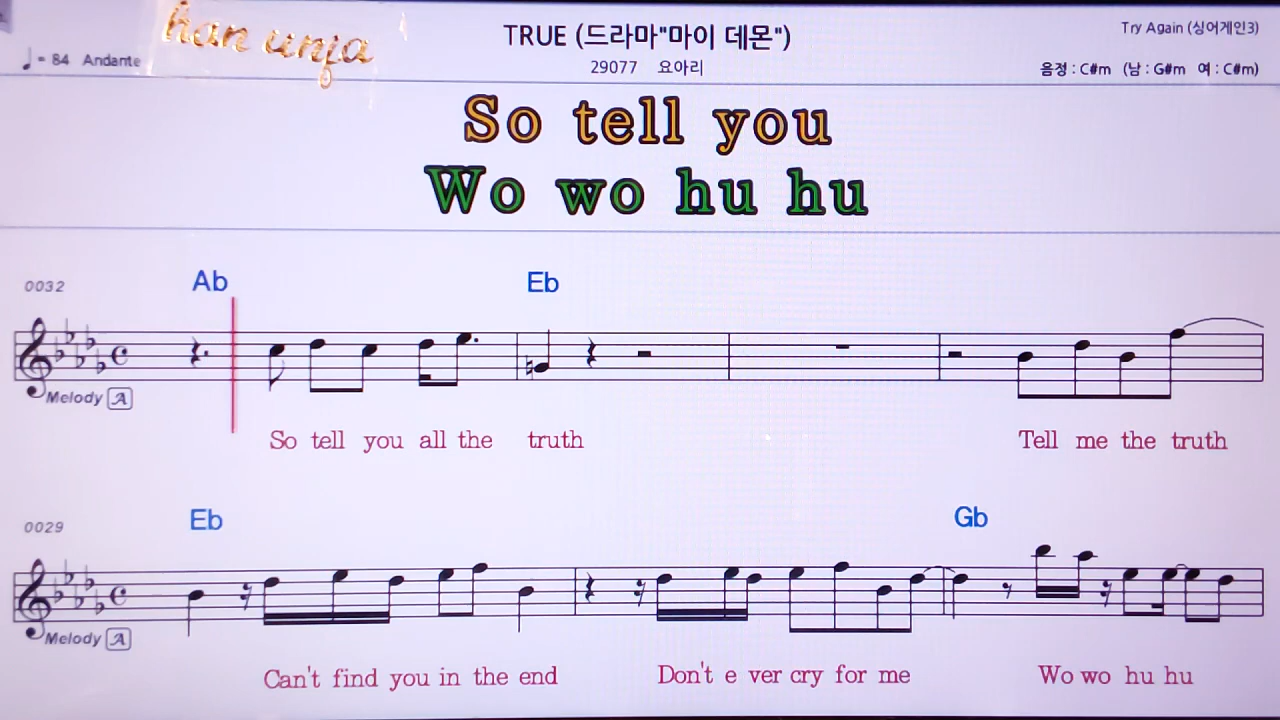 han unja
TRUE (드라마"마이 데몬")
Try Again (싱어게인3)
♩ = 84 Andante
29077 요아리
음정 : C#m (남 : G#m 여 : C#m)
So tell you
Wo wo hu hu
0032 Ab Eb
Melody A
So tell you all the truth Tell me the truth
0029 Eb Gb
Melody A
Can't find you in the end Don't e ver cry for me Wo wo hu hu